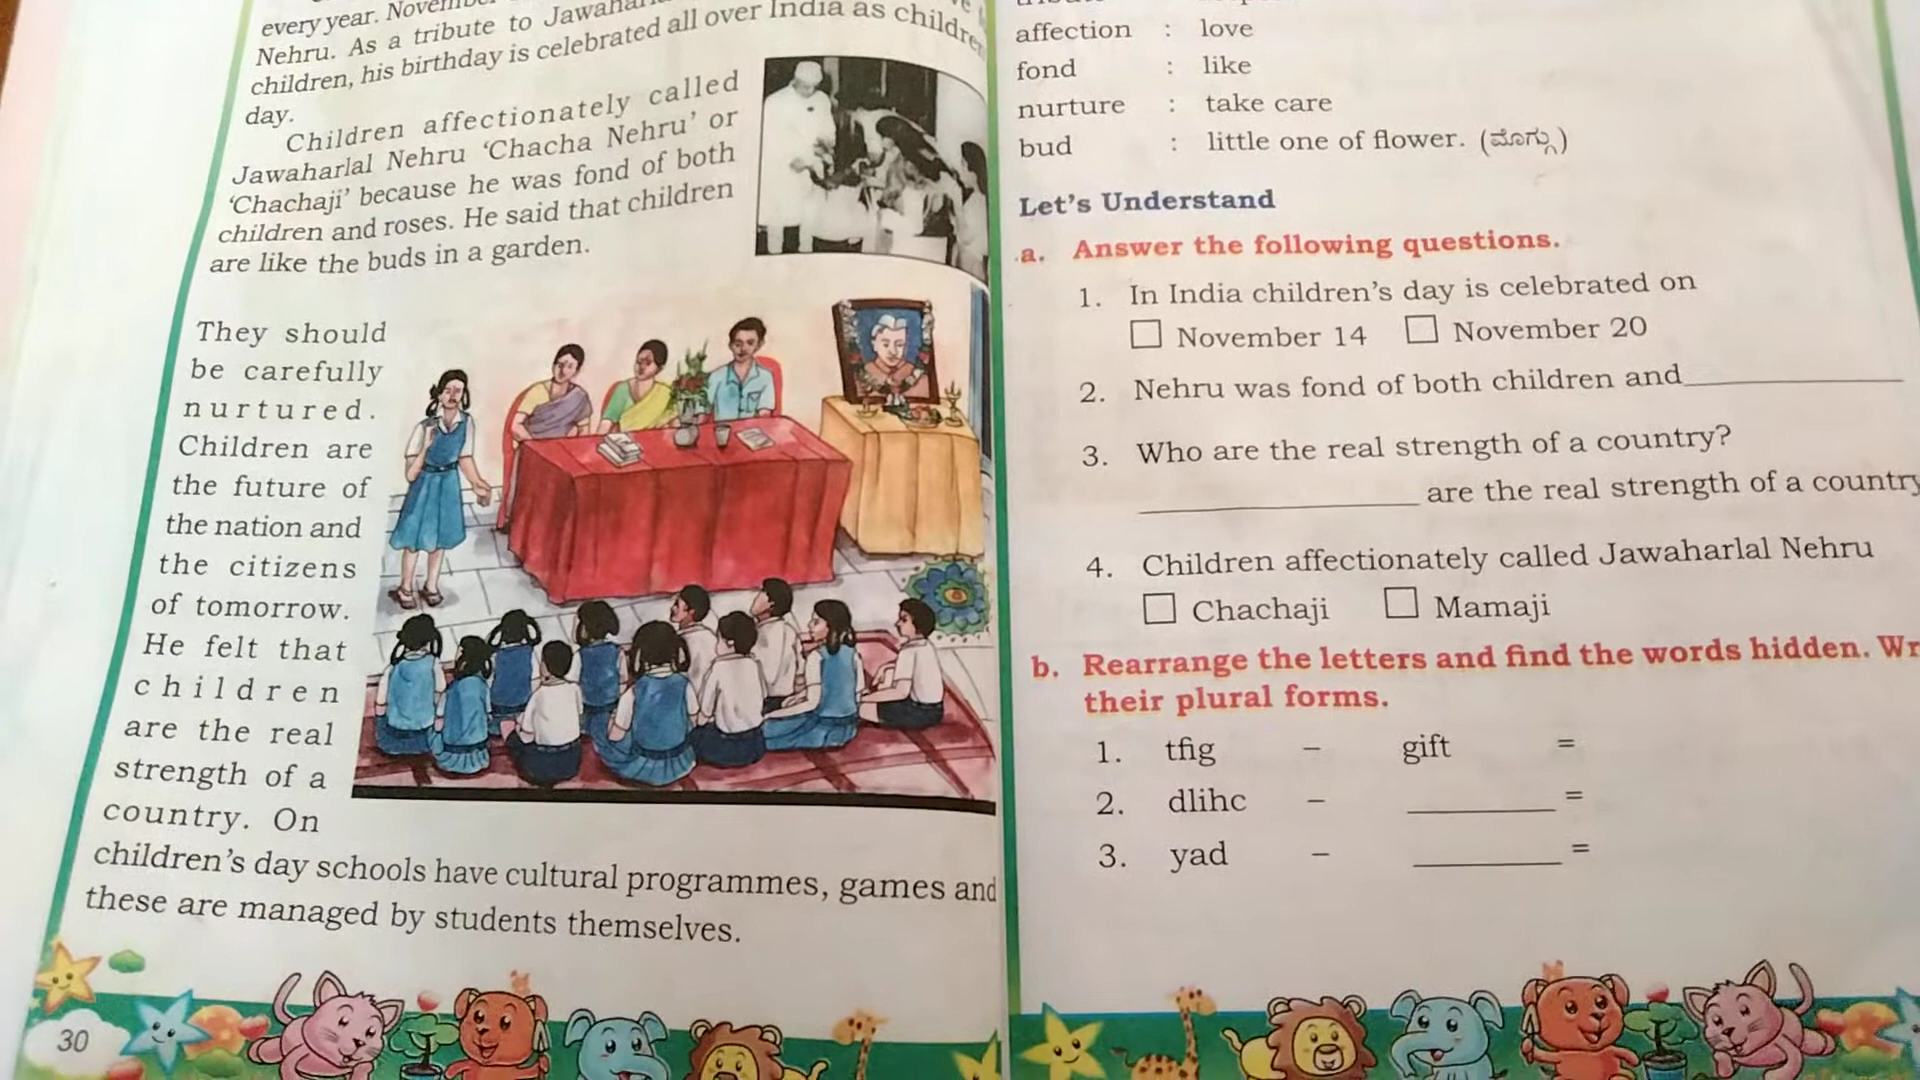 every year. November
Nehru. As a tribute to
children, his birthday is celebrated all over India as children
day.
Children affectionately called
Jawaharlal Nehru ‘Chacha Nehru’ or
‘Chachaji’ because he was fond of both
children and roses. He said that children
are like the buds in a garden.
They should
be carefully
nurtured.
Children are
the future of
the nation and
the citizens
of tomorrow.
He felt that
children
are the real
strength of a
country. On
children’s day schools have cultural programmes, games and
these are managed by students themselves.
30
affection : love
fond : like
nurture : take care
bud : little one of flower. (ಮೊಗ್ಗು)
Let’s Understand
a. Answer the following questions.
1. In India children’s day is celebrated on
November 14 November 20
2. Nehru was fond of both children and
3. Who are the real strength of a country?
are the real strength of a country
4. Children affectionately called Jawaharlal Nehru
Chachaji Mamaji
b. Rearrange the letters and find the words hidden. Wr
their plural forms.
1. tfig – gift =
2. dlihc – =
3. yad – =